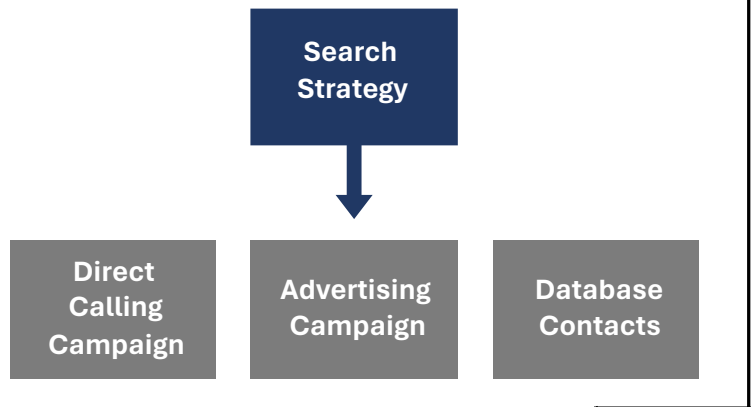 Search
Strategy
Direct
Calling
Campaign
Advertising
Campaign
Database
Contacts